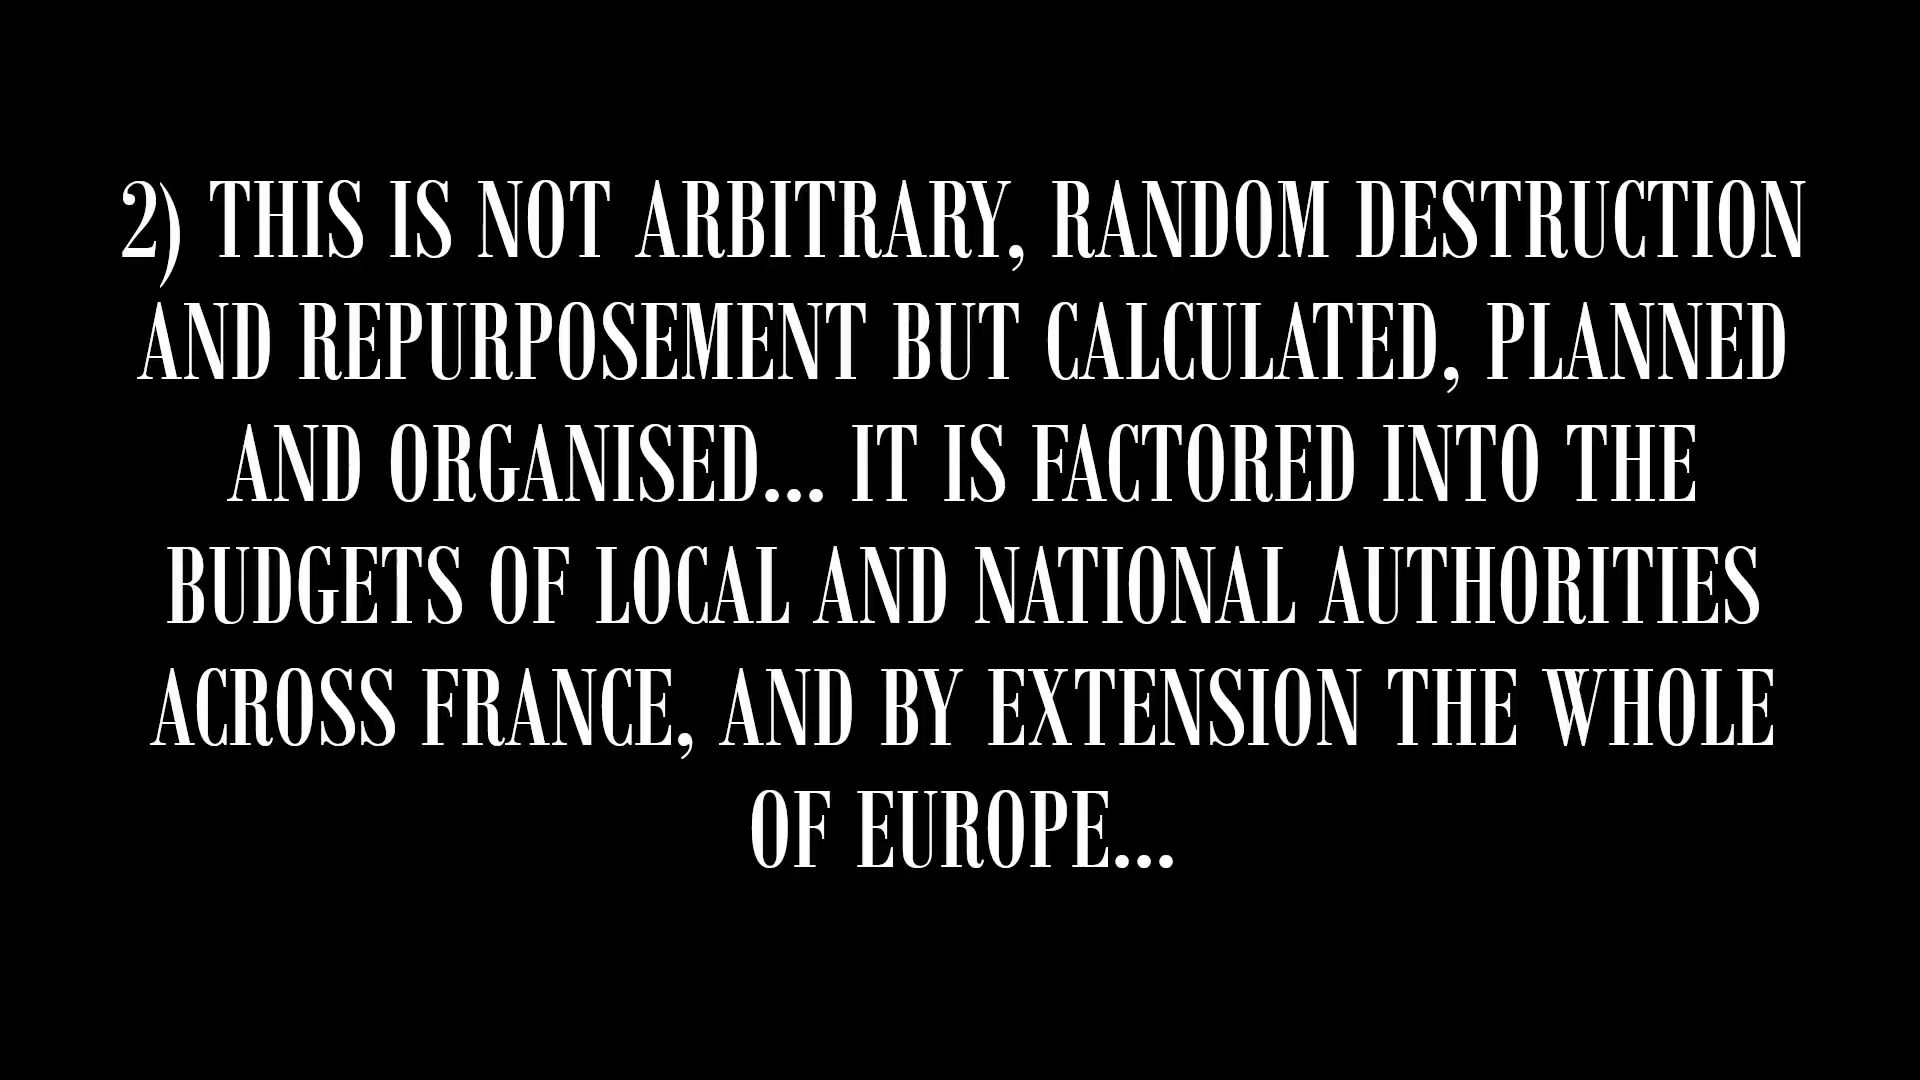 2) THIS IS NOT ARBITRARY, RANDOM DESTRUCTION
AND REPURPOSEMENT BUT CALCULATED, PLANNED
AND ORGANISED... IT IS FACTORED INTO THE
BUDGETS OF LOCAL AND NATIONAL AUTHORITIES
ACROSS FRANCE, AND BY EXTENSION THE WHOLE
OF EUROPE...